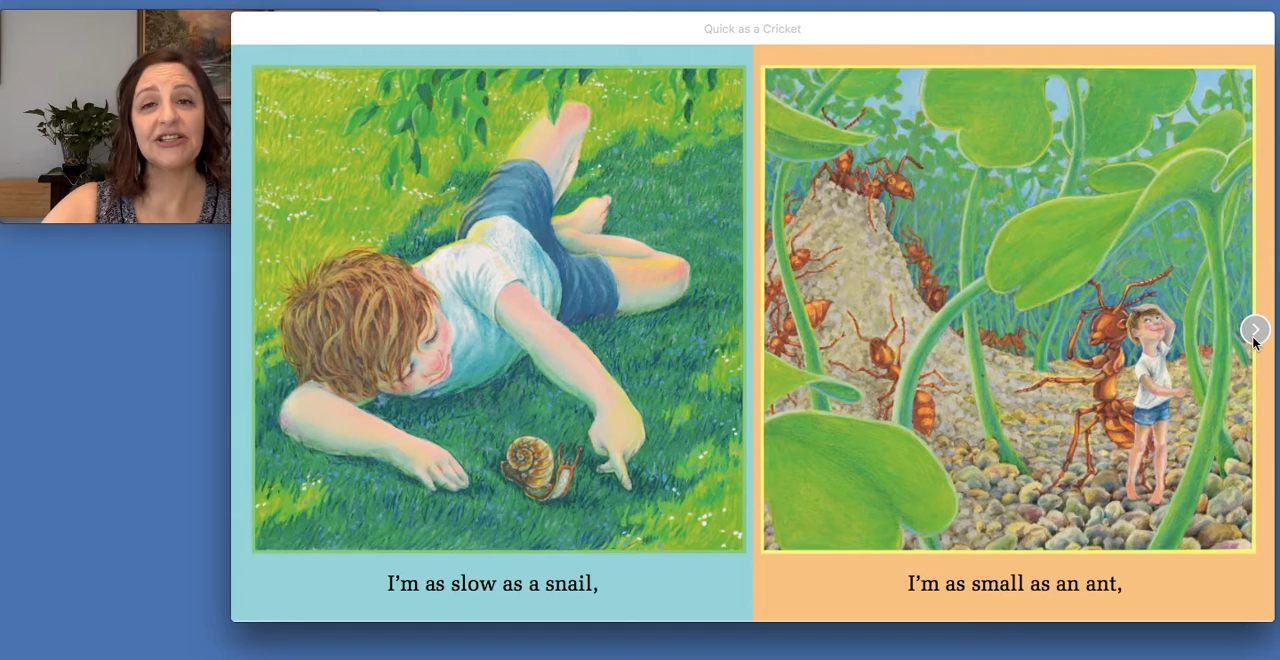 Quick as a Cricket
I’m as slow as a snail,
I’m as small as an ant,